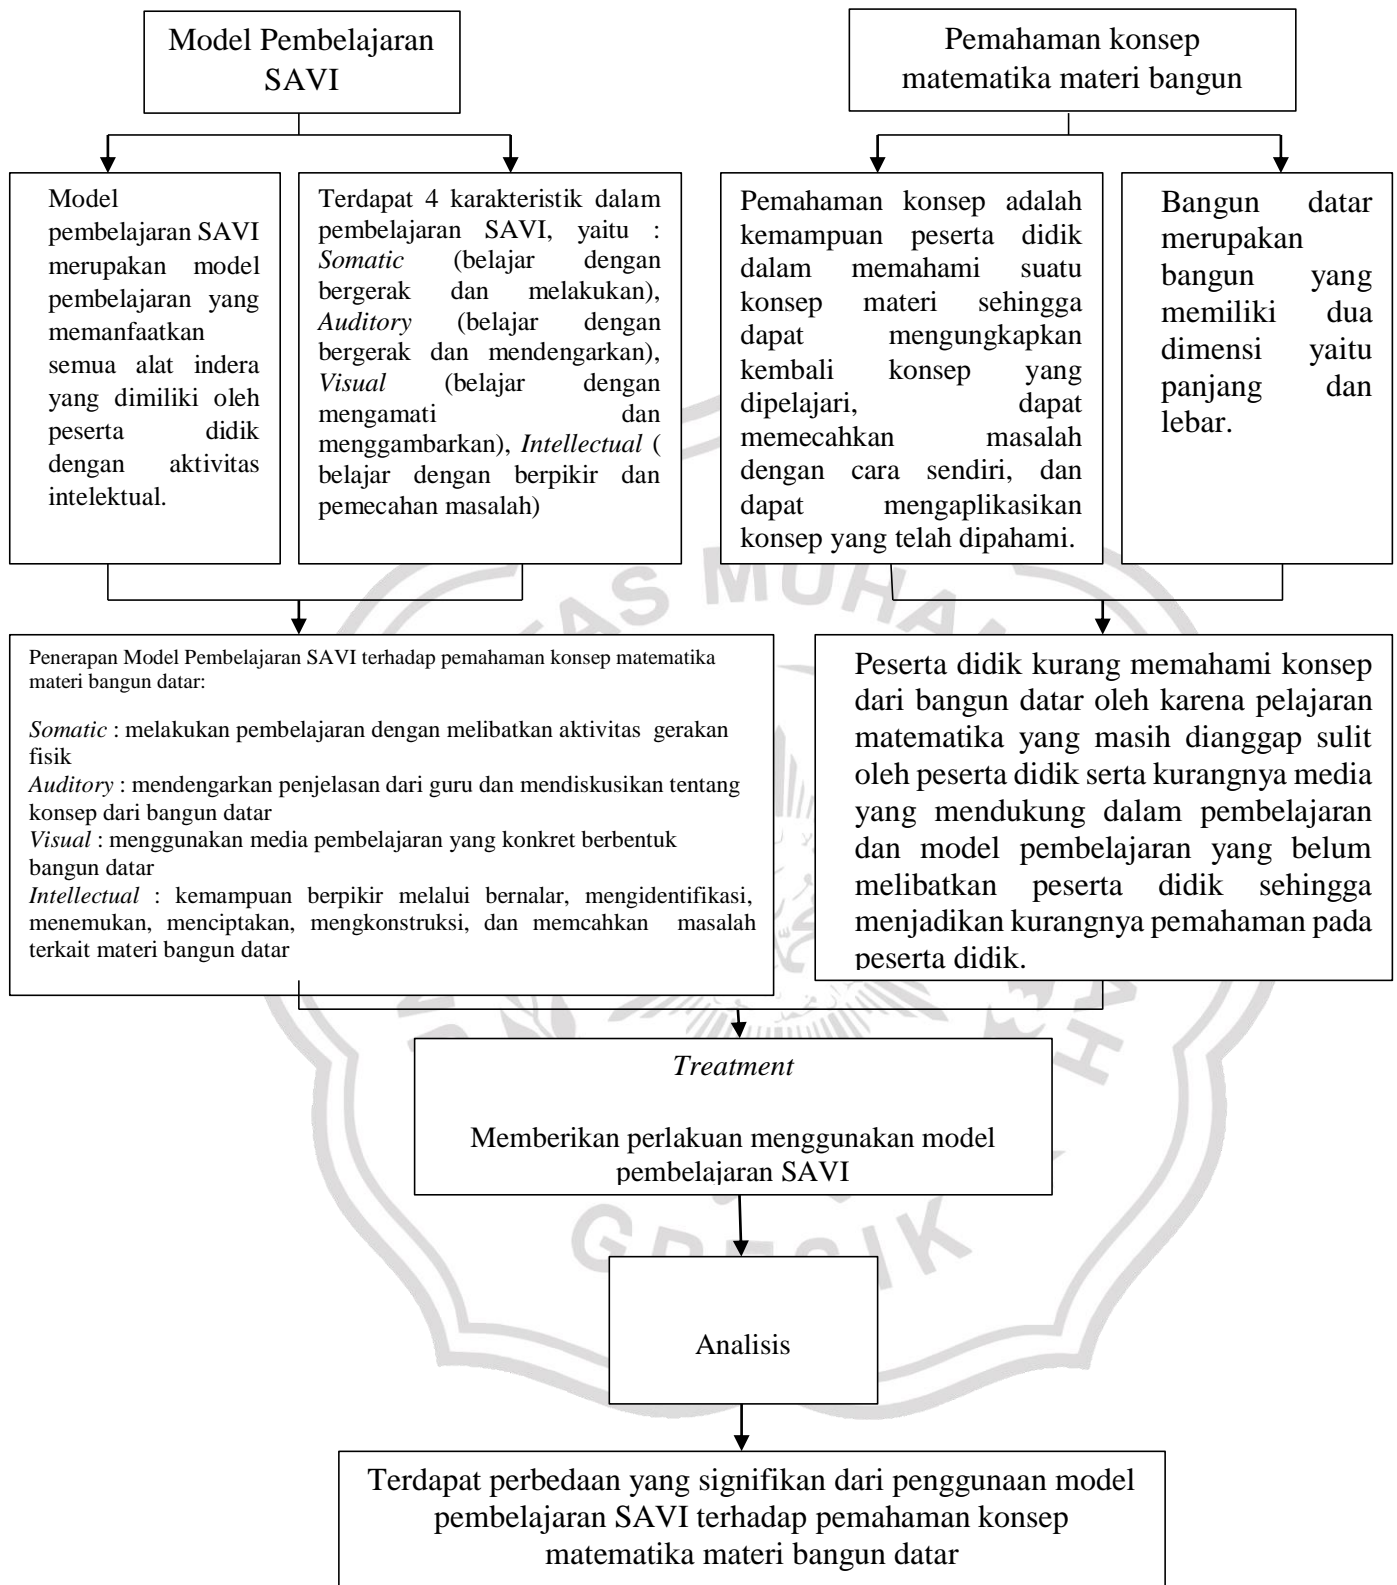 Model Pembelajaran
SAVI
Pemahaman konsep
matematika materi bangun
Model
pembelajaran SAVI
merupakan model
pembelajaran yang
memanfaatkan
semua alat indera
yang dimiliki oleh
peserta didik
dengan aktivitas
intelektual.
Terdapat 4 karakteristik dalam
pembelajaran SAVI, yaitu :
Somatic (belajar dengan
bergerak dan melakukan),
Auditory (belajar dengan
bergerak dan mendengarkan),
Visual (belajar dengan
mengamati dan
menggambarkan), Intellectual (
belajar dengan berpikir dan
pemecahan masalah)
Pemahaman konsep adalah
kemampuan peserta didik
dalam memahami suatu
konsep materi sehingga
dapat mengungkapkan
kembali konsep yang
dipelajari, dapat
memecahkan masalah
dengan cara sendiri, dan
dapat mengaplikasikan
konsep yang telah dipahami.
Bangun datar
merupakan
bangun yang
memiliki dua
dimensi yaitu
panjang dan
lebar.
Penerapan Model Pembelajaran SAVI terhadap pemahaman konsep matematika
materi bangun datar:
Somatic : melakukan pembelajaran dengan melibatkan aktivitas gerakan
fisik
Auditory : mendengarkan penjelasan dari guru dan mendiskusikan tentang
konsep dari bangun datar
Visual : menggunakan media pembelajaran yang konkret berbentuk
bangun datar
Intellectual : kemampuan berpikir melalui bernalar, mengidentifikasi,
menemukan, menciptakan, mengkonstruksi, dan memcahkan masalah
terkait materi bangun datar
Peserta didik kurang memahami konsep
dari bangun datar oleh karena pelajaran
matematika yang masih dianggap sulit
oleh peserta didik serta kurangnya media
yang mendukung dalam pembelajaran
dan model pembelajaran yang belum
melibatkan peserta didik sehingga
menjadikan kurangnya pemahaman pada
peserta didik.
Treatment
Memberikan perlakuan menggunakan model
pembelajaran SAVI
GRESIK
Analisis
Terdapat perbedaan yang signifikan dari penggunaan model
pembelajaran SAVI terhadap pemahaman konsep
matematika materi bangun datar